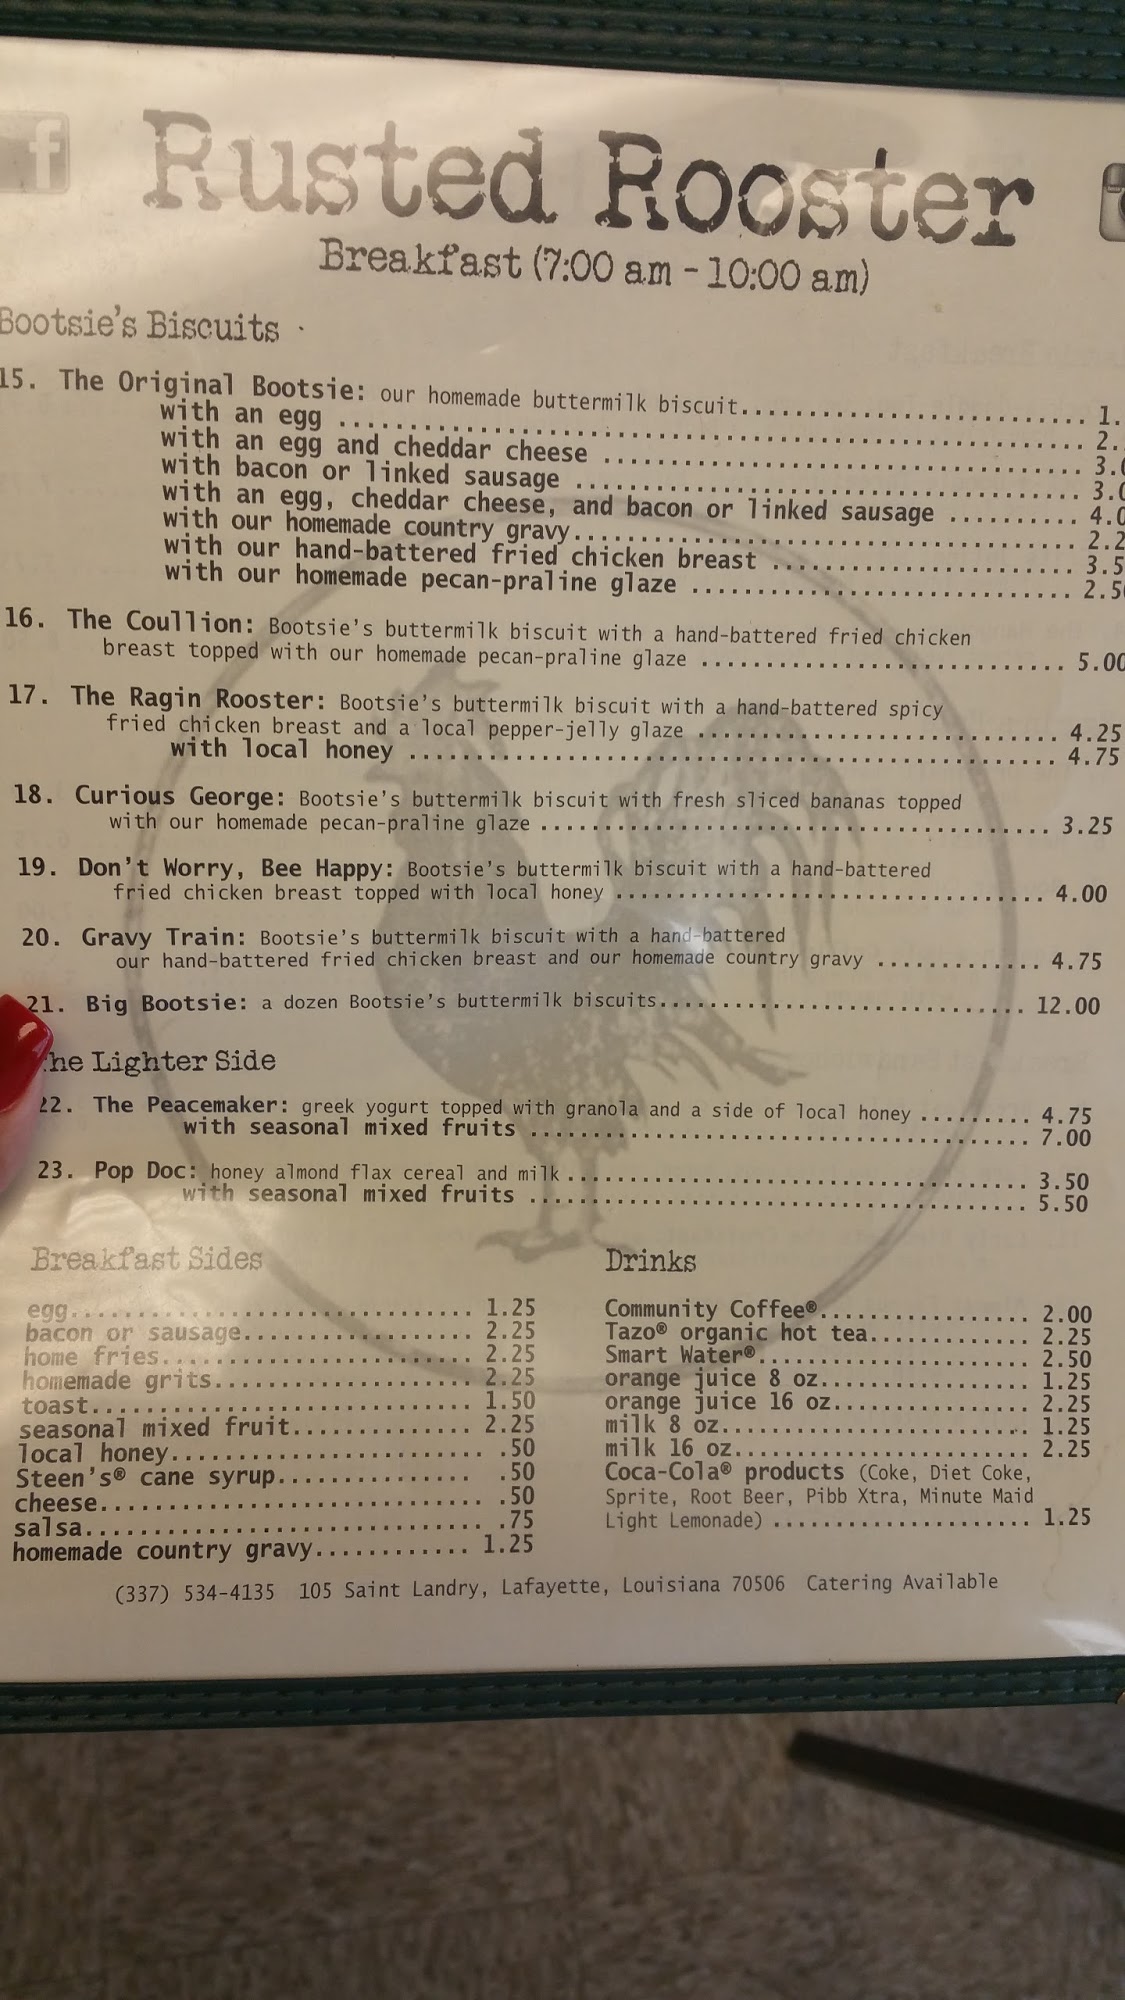 f
Rusted Rooster
Breakfast (7:00 am - 10:00 am)
Bootsie's Biscuits
15. The Original Bootsie: our homemade buttermilk biscuit.......................... 1.
with an egg ............................................................ 2.
with an egg and cheddar cheese ...................................... 3.0
with bacon or linked sausage ........................................ 3.0
with an egg, cheddar cheese, and bacon or linked sausage .......... 4.0
with our homemade country gravy...................................... 2.2
with our hand-battered fried chicken breast ........................ 3.5
with our homemade pecan-praline glaze .............................. 2.50
16. The Coullion: Bootsie's buttermilk biscuit with a hand-battered fried chicken
breast topped with our homemade pecan-praline glaze ............................ 5.00
17. The Ragin Rooster: Bootsie's buttermilk biscuit with a hand-battered spicy
fried chicken breast and a local pepper-jelly glaze ............................ 4.25
with local honey ...................................................... 4.75
18. Curious George: Bootsie's buttermilk biscuit with fresh sliced bananas topped
with our homemade pecan-praline glaze .......................................... 3.25
19. Don't Worry, Bee Happy: Bootsie's buttermilk biscuit with a hand-battered
fried chicken breast topped with local honey .................................. 4.00
20. Gravy Train: Bootsie's buttermilk biscuit with a hand-battered
our hand-battered fried chicken breast and our homemade country gravy ............. 4.75
21. Big Bootsie: a dozen Bootsie's buttermilk biscuits................................ 12.00
he Lighter Side
22. The Peacemaker: greek yogurt topped with granola and a side of local honey ......... 4.75
with seasonal mixed fruits ............................................ 7.00
23. Pop Doc: honey almond flax cereal and milk........................................ 3.50
with seasonal mixed fruits ............................................ 5.50
Breakfast Sides
egg............................... 1.25
bacon or sausage.................. 2.25
home fries........................ 2.25
homemade grits.................... 2.25
toast............................. 1.50
seasonal mixed fruit.............. 2.25
local honey....................... .50
Steen's® cane syrup............... .50
cheese............................ .50
salsa............................. .75
homemade country gravy............ 1.25
Drinks
Community Coffee®................. 2.00
Tazo® organic hot tea............. 2.25
Smart Water®...................... 2.50
orange juice 8 oz................. 1.25
orange juice 16 oz................ 2.25
milk 8 oz......................... 1.25
milk 16 oz........................ 2.25
Coca-Cola® products (Coke, Diet Coke,
Sprite, Root Beer, Pibb Xtra, Minute Maid
Light Lemonade) ...................... 1.25
(337) 534-4135 105 Saint Landry, Lafayette, Louisiana 70506 Catering Available